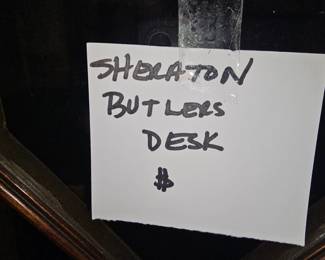 SHERATON
BUTLERS
DESK
$